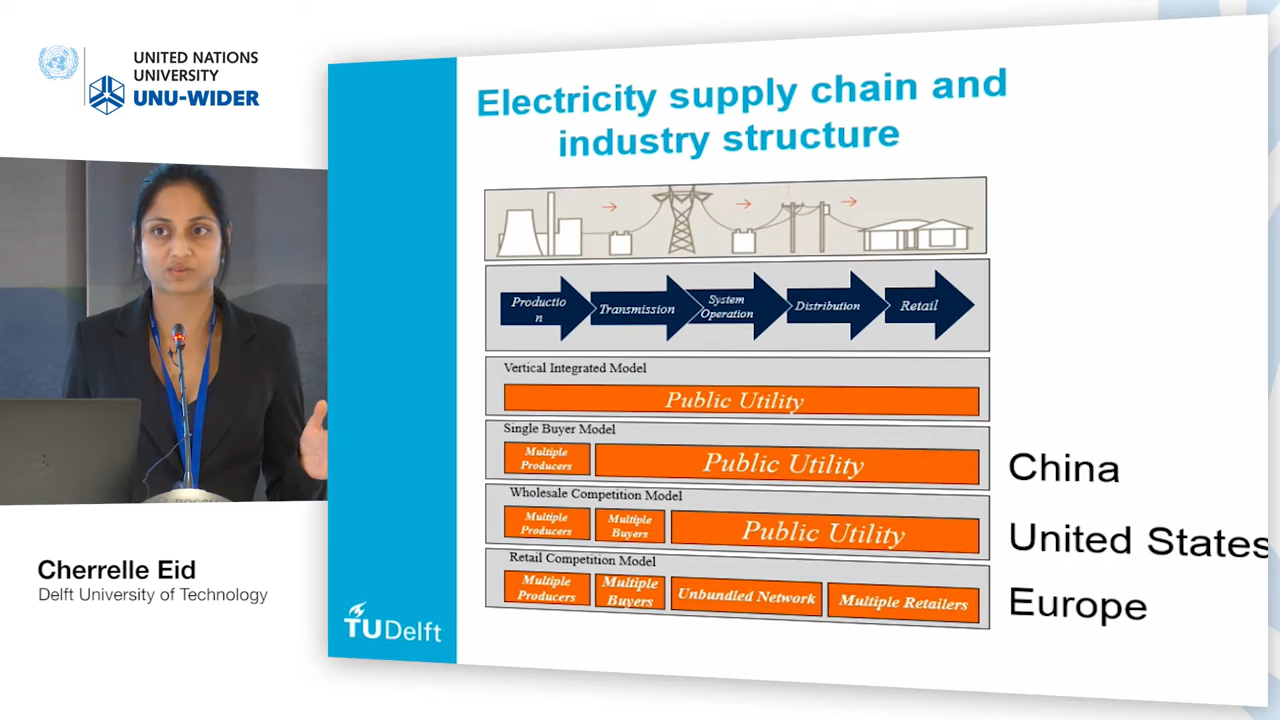 UNITED NATIONS
UNIVERSITY
UNU-WIDER
Electricity supply chain and
industry structure
Productio
n
Transmission
System
Operation
Distribution
Retail
Vertical Integrated Model
Public Utility
Single Buyer Model
Multiple
Producers
Public Utility
China
Wholesale Competition Model
Multiple
Producers
Multiple
Buyers
Public Utility
United States
Retail Competition Model
Multiple
Producers
Multiple
Buyers
Unbundled Network
Multiple Retailers
Europe
Cherrelle Eid
Delft University of Technology
TUDelft